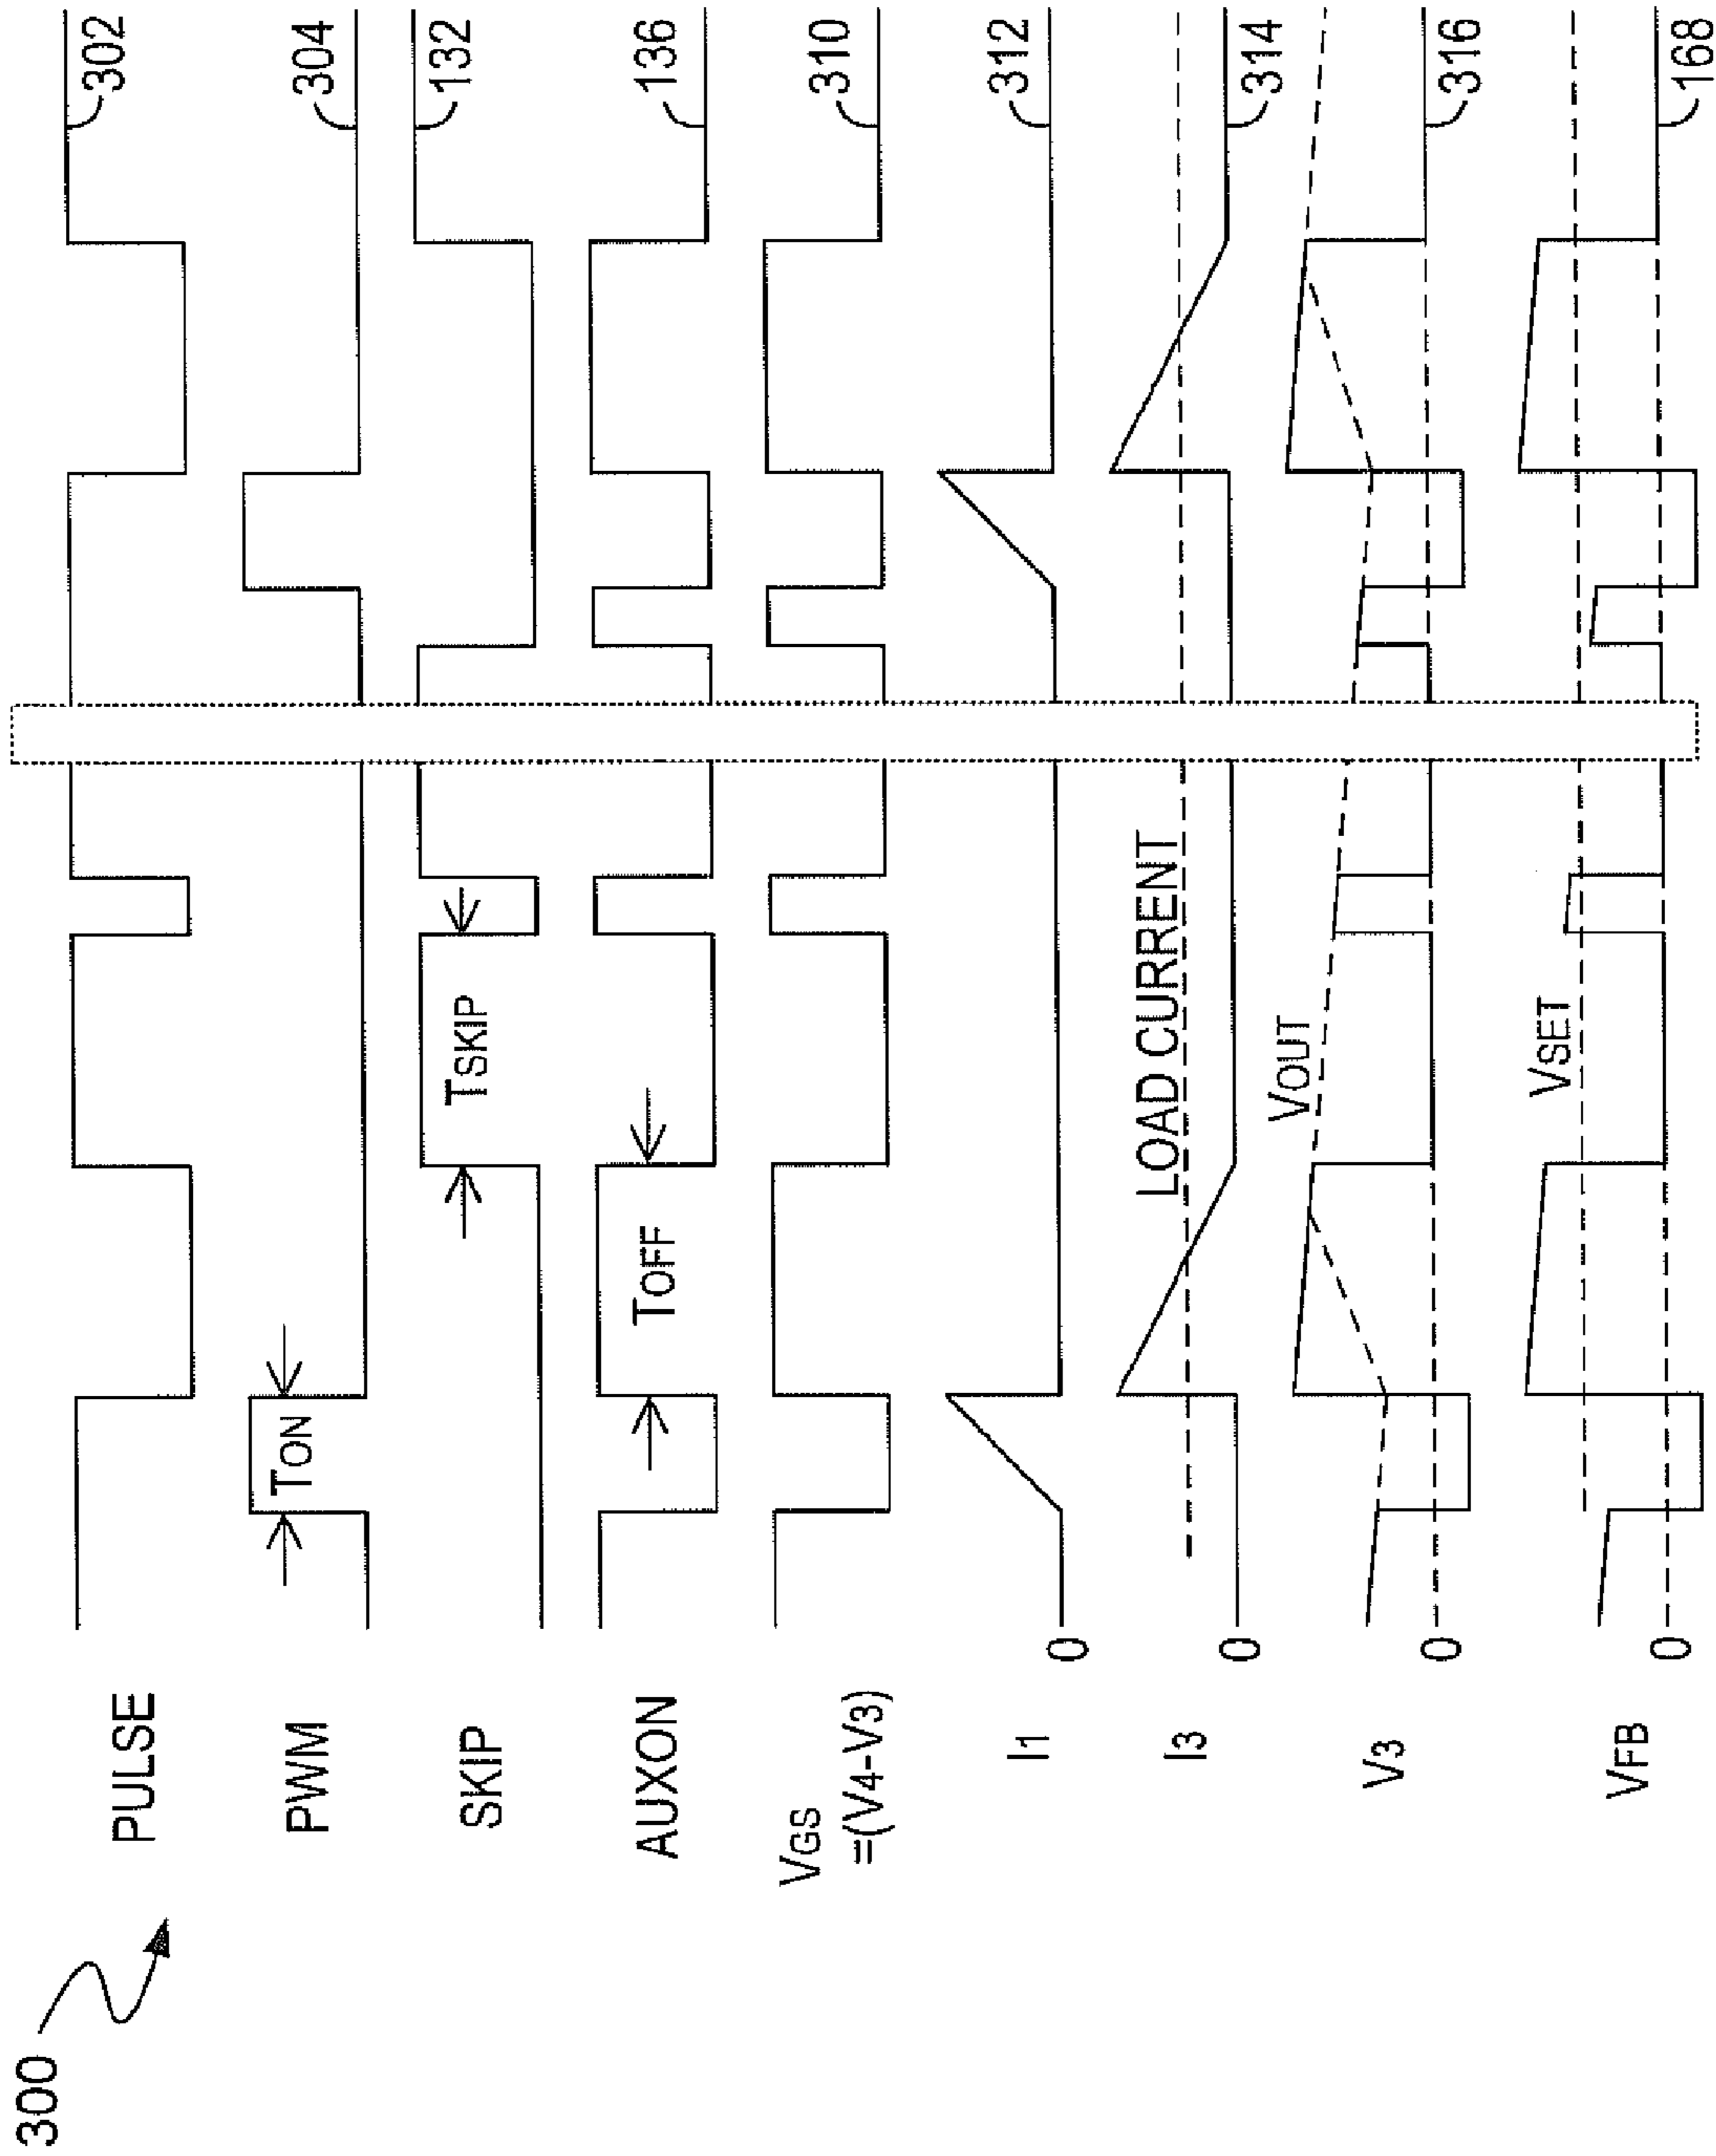 300
PULSE
302
PWM
TON
304
SKIP
TSKIP
132
AUXON
TOFF
136
VGS
=(V4-V3)
310
I1
0
312
I3
0
LOAD CURRENT
314
V3
0
VOUT
316
VFB
0
VSET
168